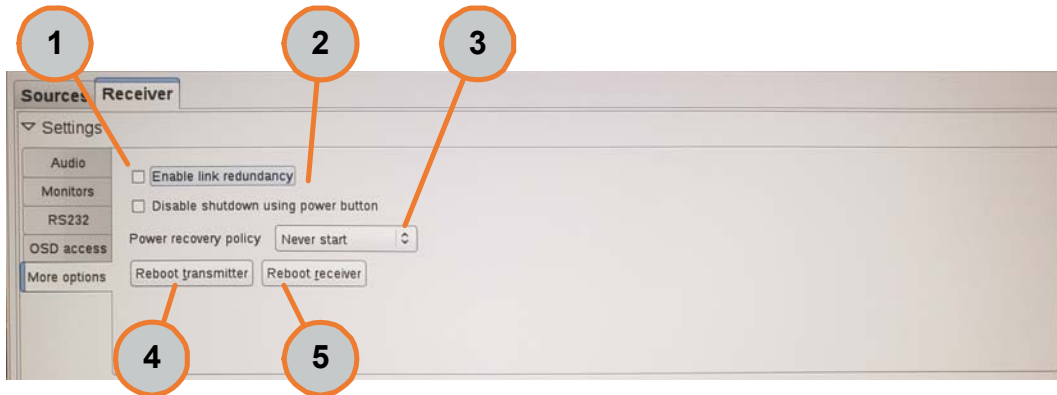 1 2 3
Sources Receiver
Settings
Audio
Enable link redundancy
Monitors
Disable shutdown using power button
RS232
Power recovery policy Never start
OSD access
More options Reboot transmitter Reboot receiver
4 5